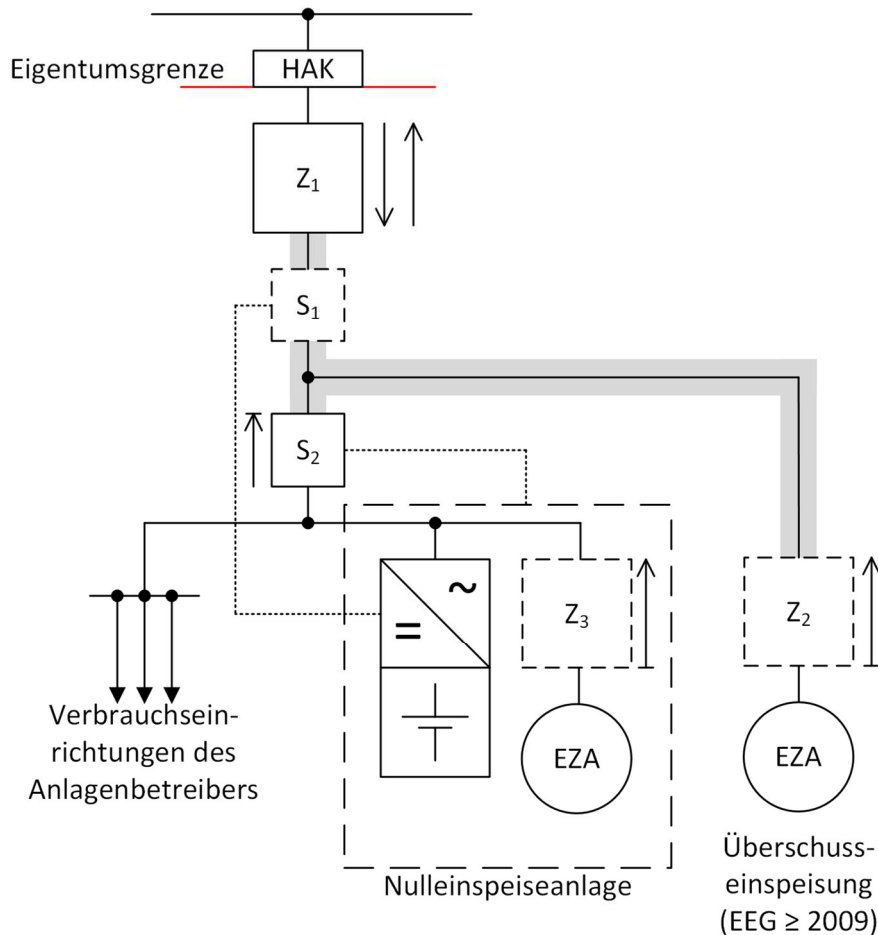 Eigentumsgrenze
HAK
Z₁
S₁
S₂
Z₃
Z₂
~
=
EZA
EZA
Verbrauchsein-
richtungen des
Anlagenbetreibers
Nulleinspeiseanlage
Überschuss-
einspeisung
(EEG ≥ 2009)